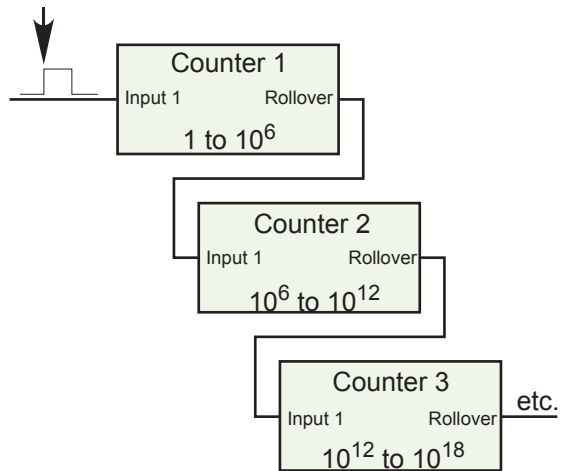 Counter 1
Input 1 Rollover
1 to 10⁶
Counter 2
Input 1 Rollover
10⁶ to 10¹²
Counter 3
etc.
Input 1 Rollover
10¹² to 10¹⁸